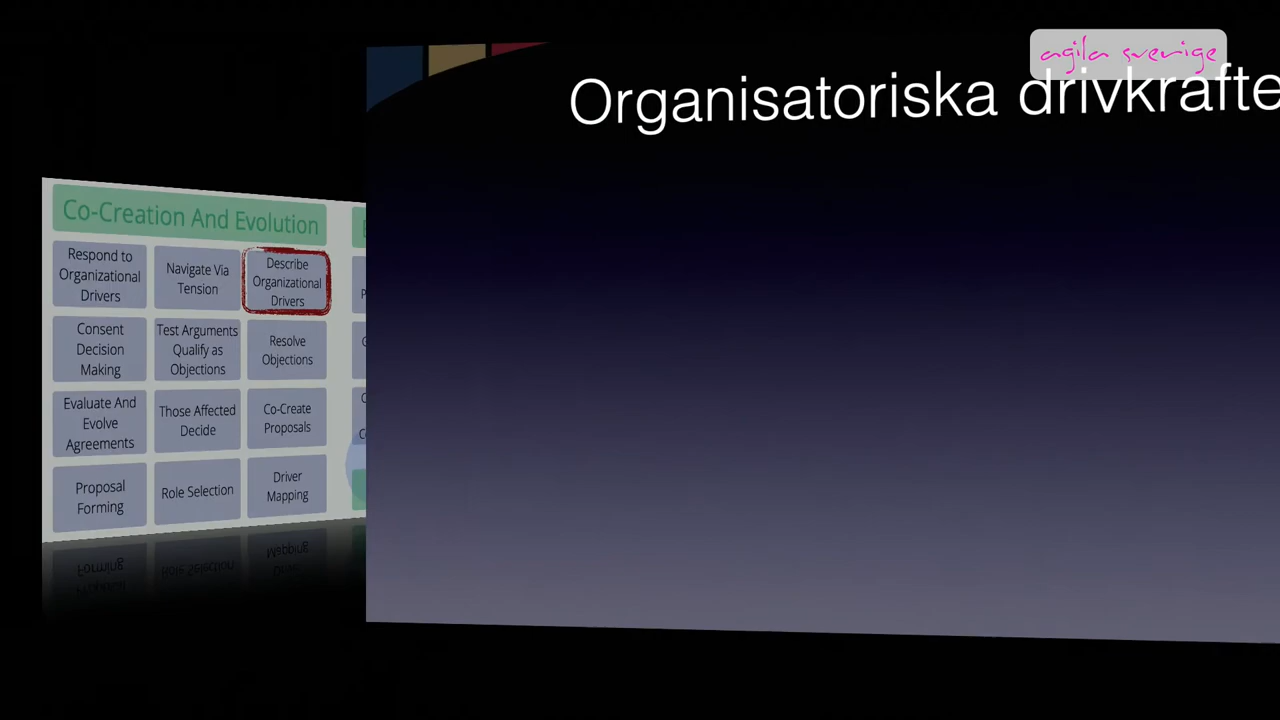 agila sverige
Organisatoriska drivkrafte
Co-Creation And Evolution
Respond to
Organizational
Drivers
Navigate Via
Tension
Describe
Organizational
Drivers
Consent
Decision
Making
Test Arguments
Qualify as
Objections
Resolve
Objections
Evaluate And
Evolve
Agreements
Those Affected
Decide
Co-Create
Proposals
Proposal
Forming
Role Selection
Driver
Mapping